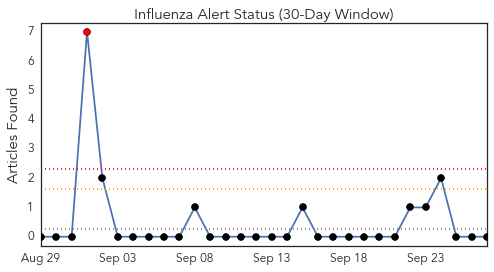 Influenza Alert Status (30-Day Window)
Articles Found
7
6
5
4
3
2
1
0
Aug 29 Sep 03 Sep 08 Sep 13 Sep 18 Sep 23